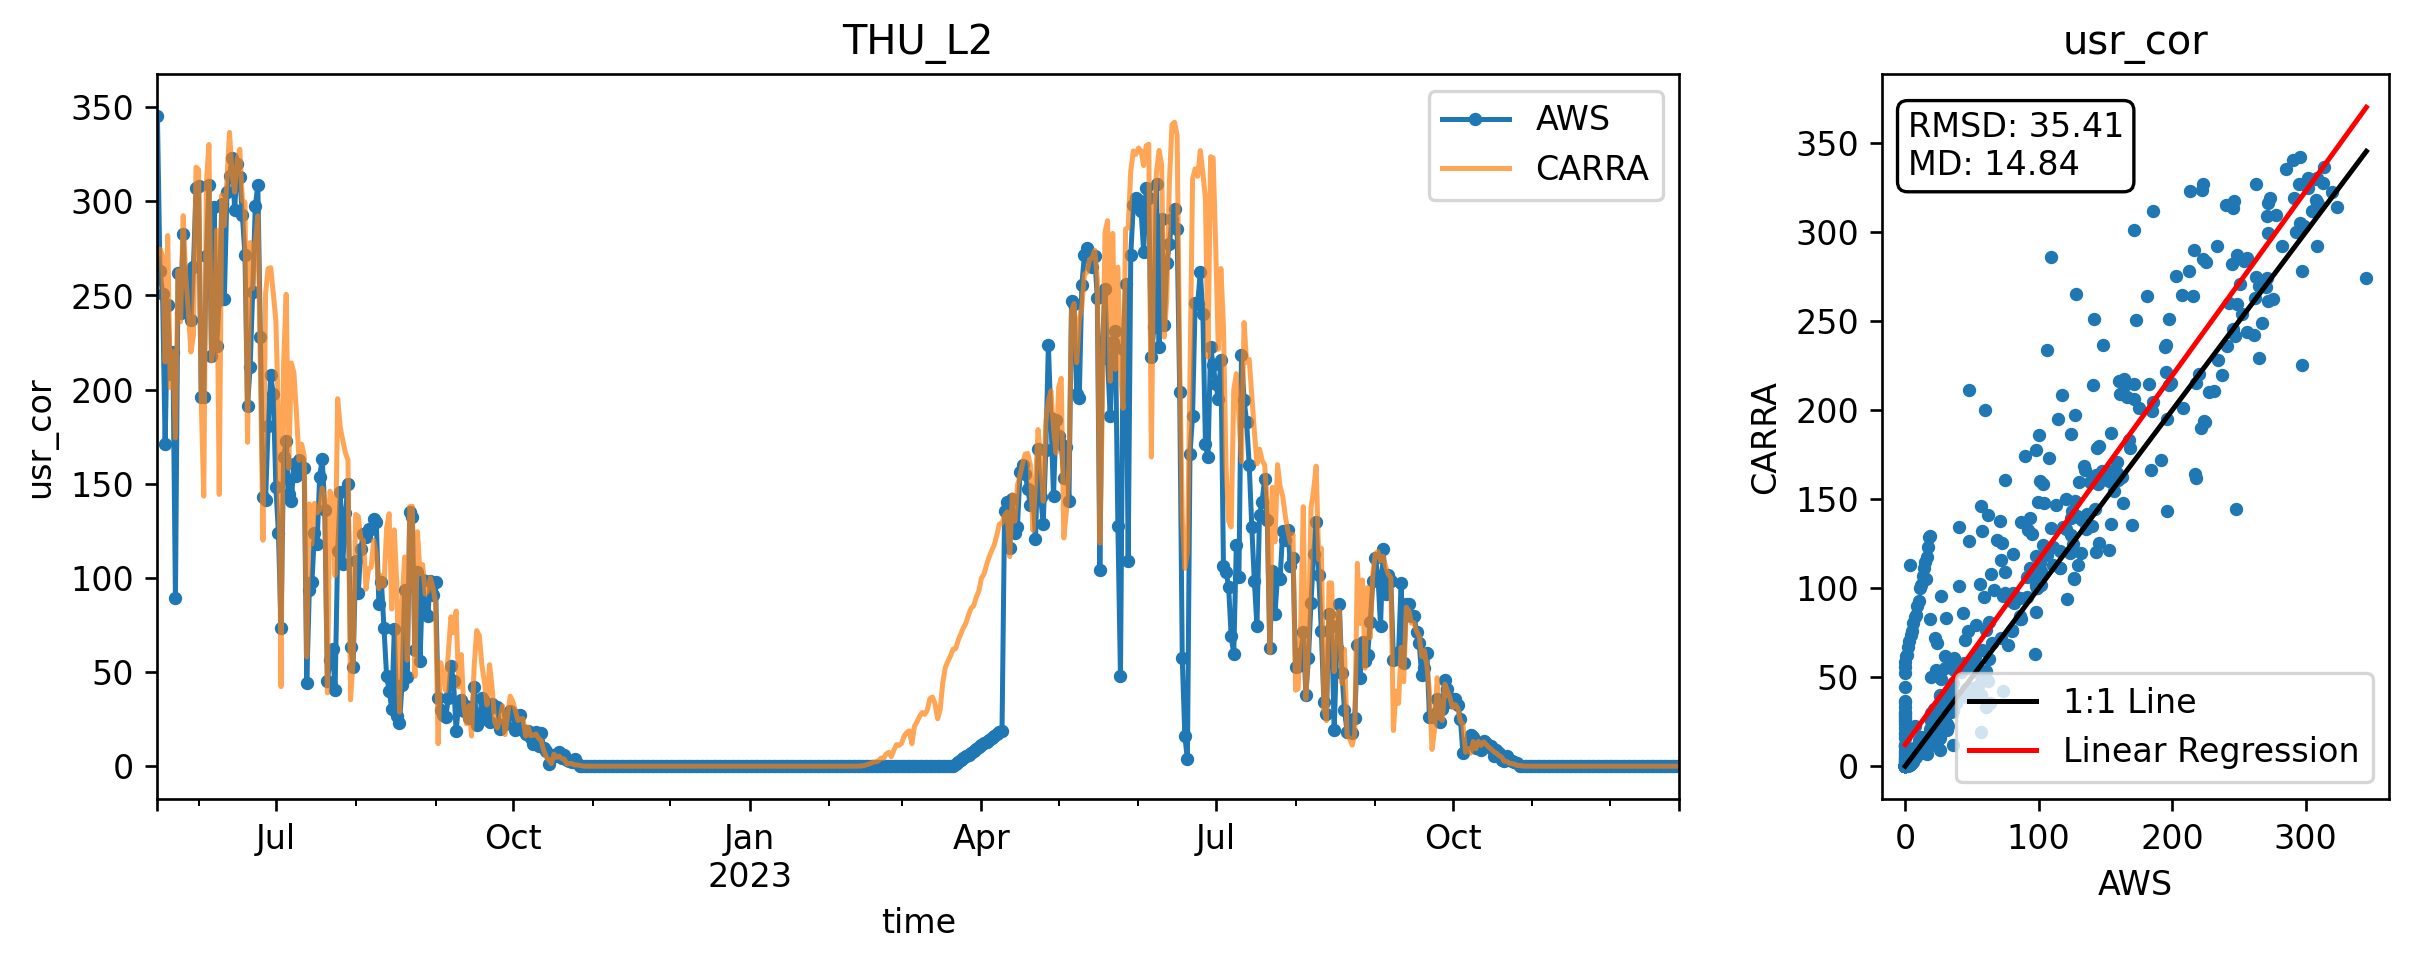 THU_L2
usr_cor
350
300
250
200
150
100
50
0
usr_cor
AWS
CARRA
Jul
Oct
Jan
2023
Apr
Jul
Oct
time
RMSD: 35.41
MD: 14.84
350
300
250
200
150
100
50
0
CARRA
1:1 Line
Linear Regression
0
100
200
300
AWS